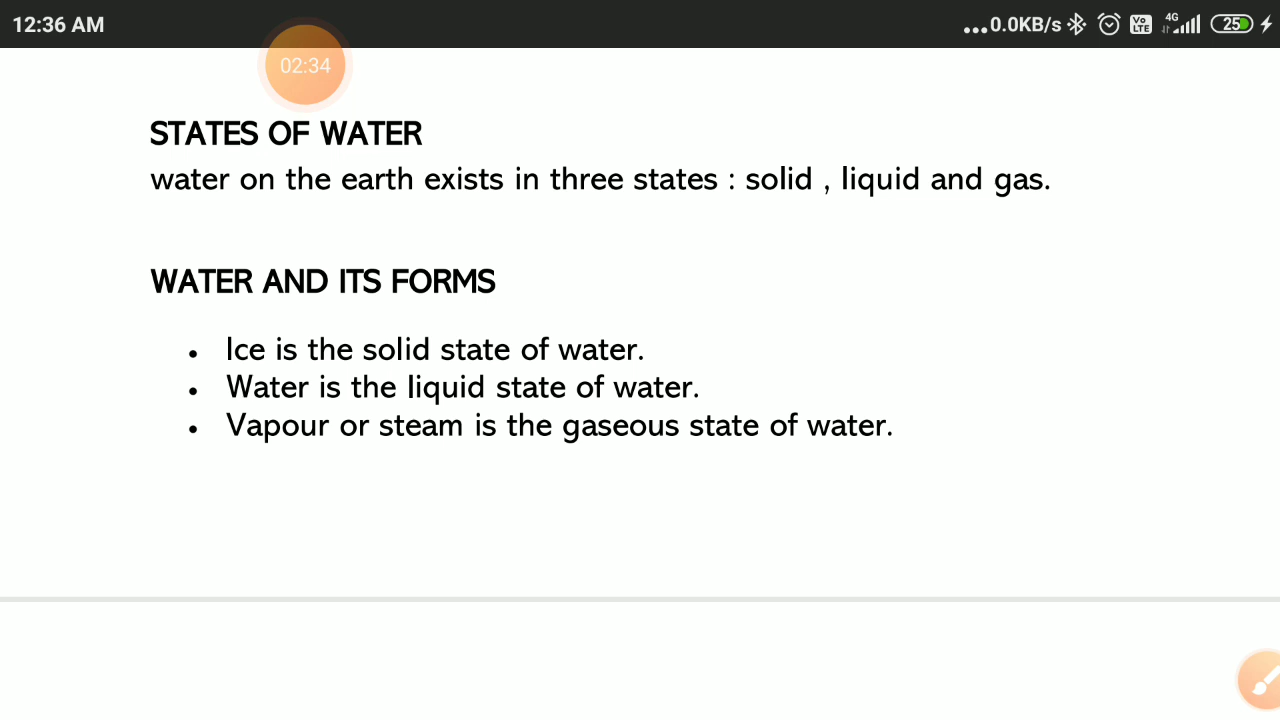 12:36 AM ...0.0KB/s Vo LTE 4G 25
02:34
STATES OF WATER
water on the earth exists in three states : solid , liquid and gas.
WATER AND ITS FORMS
• Ice is the solid state of water.
• Water is the liquid state of water.
• Vapour or steam is the gaseous state of water.